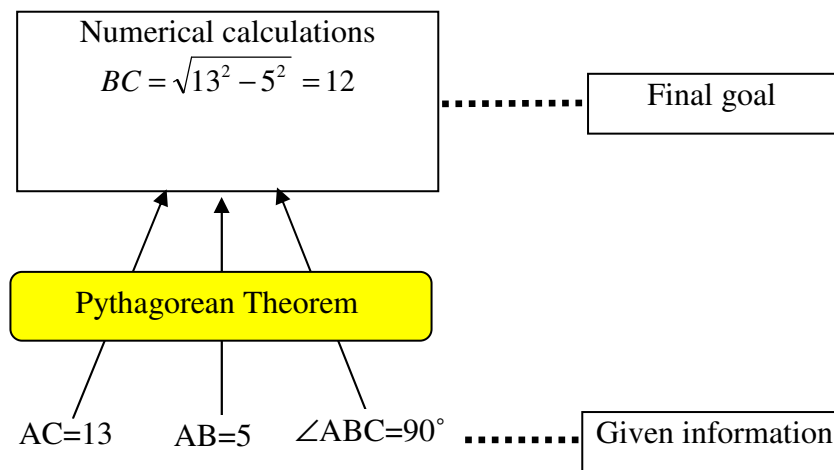 Numerical calculations
BC = √(13² − 5²) = 12
Final goal
Pythagorean Theorem
AC=13 AB=5 ∠ABC=90°
Given information